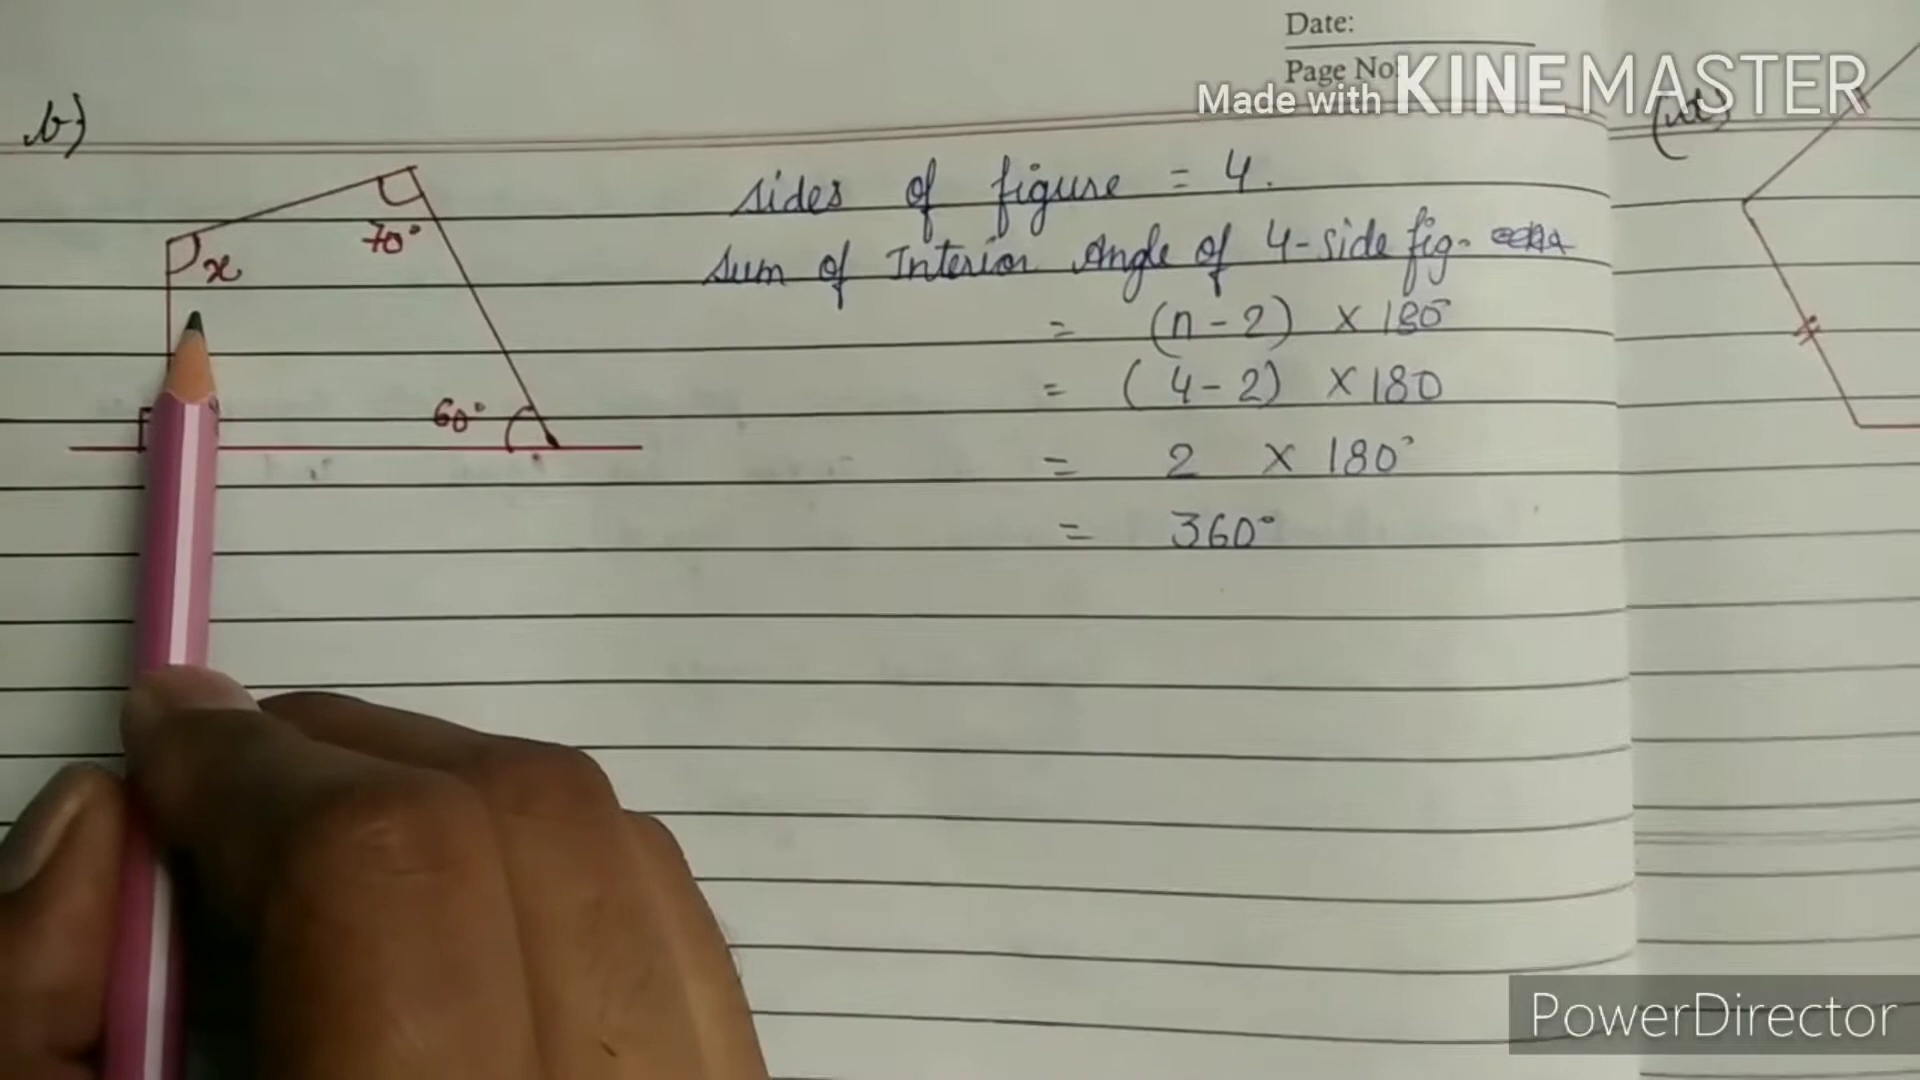 Date:
Page No
Made with KINEMASTER
b)
sides of figure = 4.
Sum of Interior Angle of 4-side fig.
= (n-2) × 180°
= (4-2) × 180
= 2 × 180°
= 360°
x
70°
60°
PowerDirector